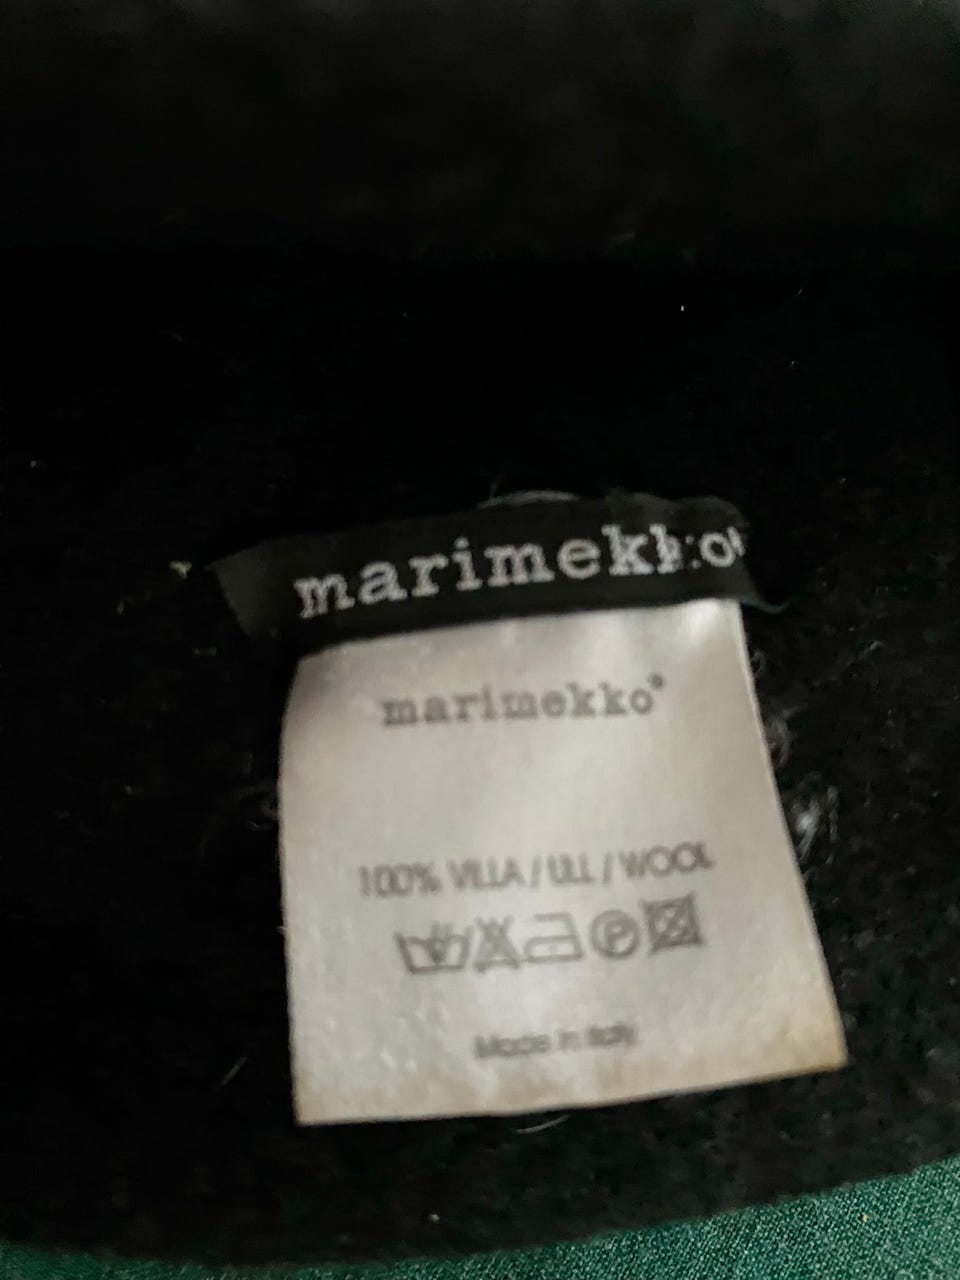 marimekko
marimekko®
100% VILLA / ULL / WOOL
P
Made in Italy